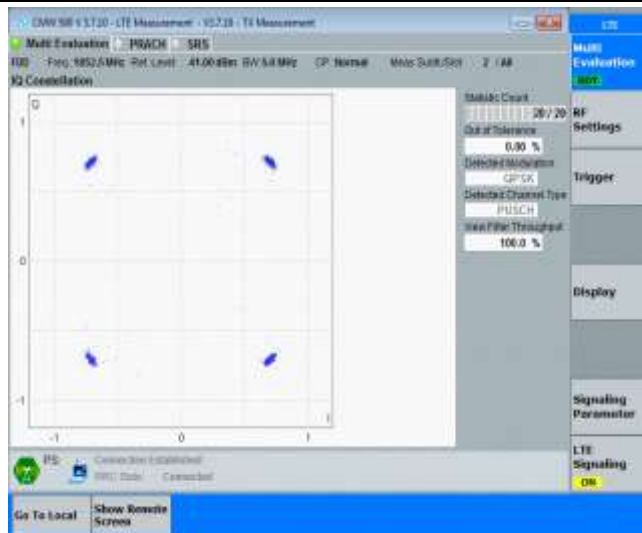 CMW 500 V 3.7.20 - LTE Measurement - V3.7.20 - TX Measurement
LTE
Multi Evaluation PRACH SRS
FDD Freq: 1852.5 MHz Ref. Level: 41.00 dBm BW: 5.0 MHz CP: Normal Meas Subfr./Slot 2 / All
IQ Constellation
Multi
Evaluation
RDY
RF
Settings
Trigger
Display
Signaling
Parameter
LTE
Signaling
ON
Q
1
0
-1
-1
0
1
I
Statistic Count
20 / 20
Out of Tolerance
0.00 %
Detected Modulation
QPSK
Detected Channel Type
PUSCH
View Filter Throughput
100.0 %
PS:
Connection Established
RRC State: Connected
Go To Local
Show Remote
Screen